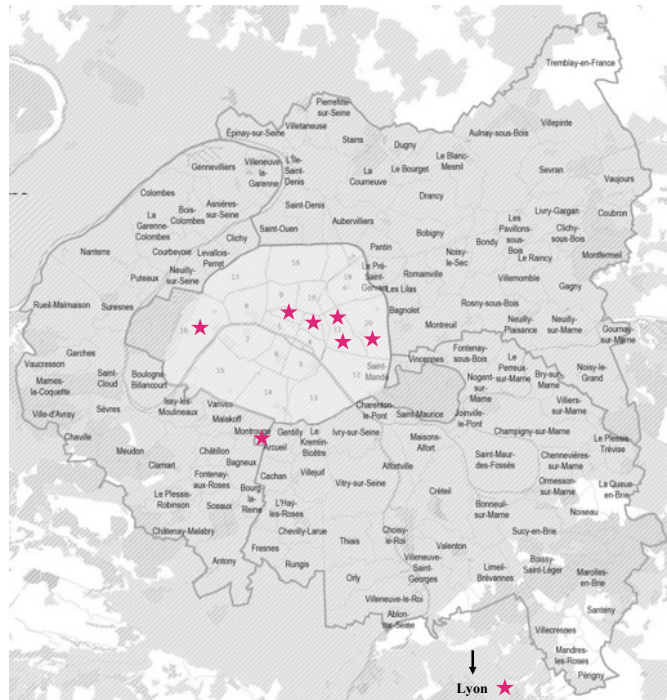 Tremblay-en-France
Pierrefitte-
sur-Seine
Villetaneuse
Épinay-sur-Seine
Stains
Dugny
Aulnay-sous-Bois
Villepinte
Gennevilliers
Villeneuve-
la-
Garenne
L'Île-
Saint-
Denis
La
Courneuve
Le Bourget
Le Blanc-
Mesnil
Sevran
Vaujours
Colombes
Bois-
Colombes
Asnières-
sur-Seine
Saint-Denis
Drancy
La
Garenne-
Colombes
Aubervilliers
Livry-Gargan
Coubron
Clichy
Saint-Ouen
Bobigny
Les
Pavillons-
sous-
Bois
Clichy-
sous-Bois
Nanterre
Courbevoie
Levallois-
Perret
Pantin
Noisy-
le-Sec
Bondy
Le Raincy
Montfermeil
Puteaux
Neuilly-
sur-Seine
17
18
19
Le Pré-
Saint-
Gervais
Les Lilas
Romainville
Villemomble
Gagny
Rueil-Malmaison
Suresnes
8
9
10
Bagnolet
Rosny-sous-Bois
16
1
11
20
Montreuil
Neuilly-
Plaisance
Neuilly-
sur-Marne
Gournay-
sur-Marne
7
6
5
4
Vaucresson
Garches
Saint-
Cloud
Boulogne-
Billancourt
15
12
Saint-
Mandé
Vincennes
Fontenay-
sous-Bois
Le
Perreux-
sur-Marne
Bry-sur-
Marne
Noisy-le-
Grand
Marnes-
la-Coquette
Nogent-
sur-Marne
Ville-d'Avray
Sèvres
Issy-les-
Moulineaux
Vanves
14
13
Charenton-
le-Pont
Saint-Maurice
Joinville-
le-Pont
Villiers-
sur-Marne
Malakoff
Chaville
Meudon
Montrouge
Gentilly
Le
Kremlin-
Bicêtre
Ivry-sur-Seine
Maisons-
Alfort
Champigny-sur-Marne
Le Plessis-
Trévise
Châtillon
Arcueil
Clamart
Bagneux
Fontenay-
aux-Roses
Cachan
Villejuif
Alfortville
Saint-Maur-
des-Fossés
Chennevières-
sur-Marne
Vitry-sur-Seine
Ormesson-
sur-Marne
La Queue-
en-Brie
Le Plessis-
Robinson
Sceaux
Bourg-
la-
Reine
L'Haÿ-
les-Roses
Créteil
Bonneuil-
sur-Marne
Noiseau
Châtenay-Malabry
Chevilly-Larue
Thiais
Choisy-
le-Roi
Sucy-en-Brie
Antony
Fresnes
Rungis
Valenton
Villeneuve-
Saint-
Georges
Limeil-
Brévannes
Boissy-
Saint-Léger
Marolles-
en-Brie
Orly
Villeneuve-le-Roi
Ablon-
sur-Seine
Santeny
Villecresnes
Mandres-
les-Roses
Périgny
Lyon